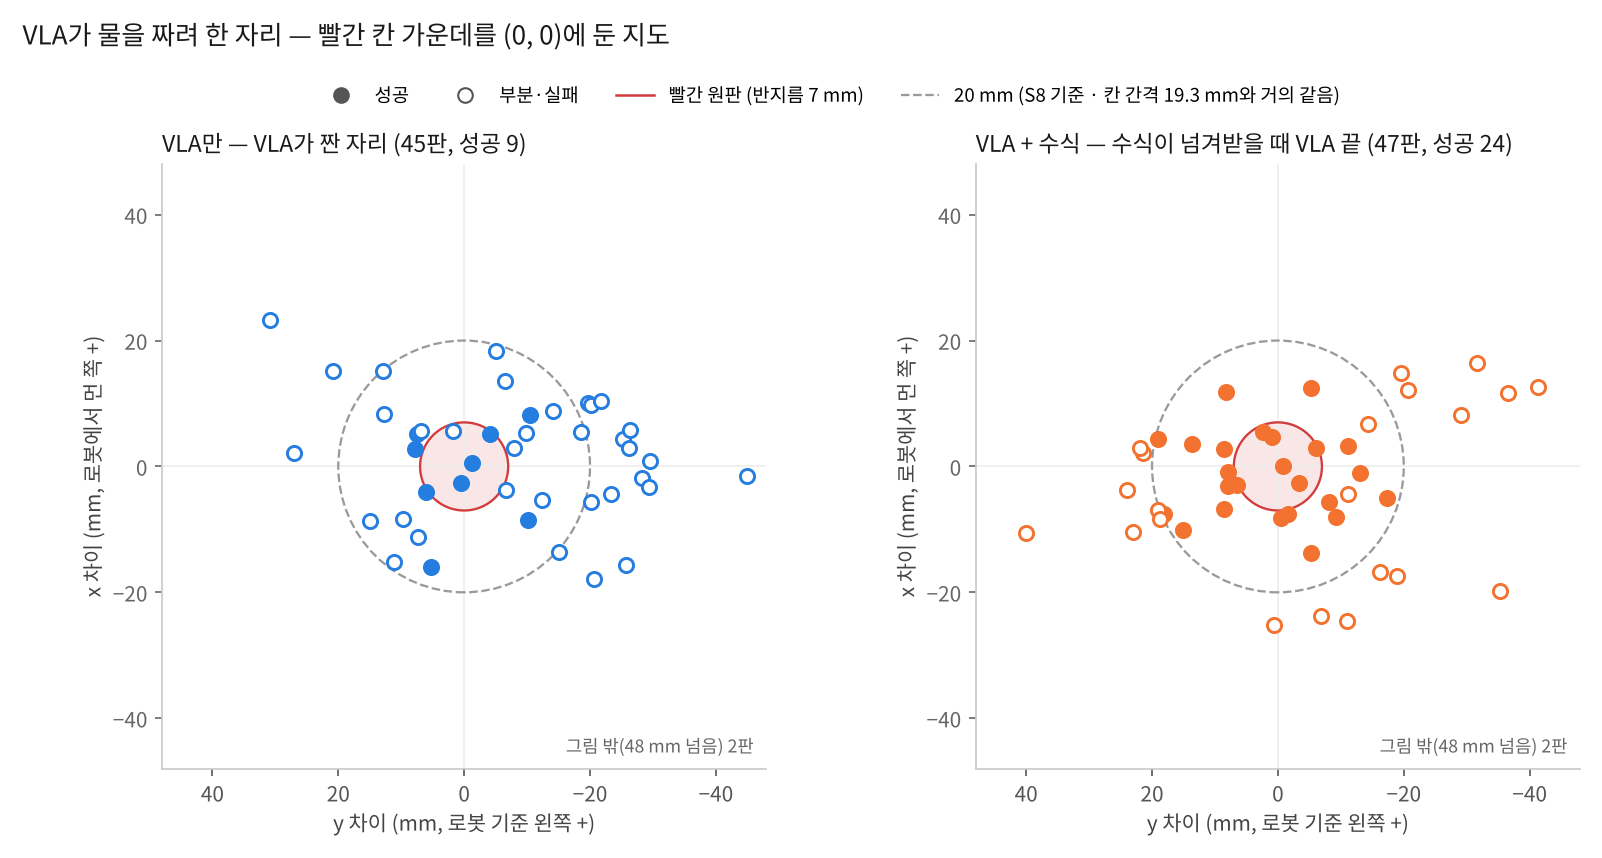 VLA가 물을 짜려 한 자리 — 빨간 칸 가운데를 (0, 0)에 둔 지도
성공
부분·실패
빨간 원판 (반지름 7 mm)
20 mm (S8 기준 · 칸 간격 19.3 mm와 거의 같음)
VLA만 — VLA가 짠 자리 (45판, 성공 9)
x 차이 (mm, 로봇에서 먼 쪽 +)
40
20
0
−20
−40
그림 밖(48 mm 넘음) 2판
40
20
0
−20
−40
y 차이 (mm, 로봇 기준 왼쪽 +)
VLA + 수식 — 수식이 넘겨받을 때 VLA 끝 (47판, 성공 24)
x 차이 (mm, 로봇에서 먼 쪽 +)
40
20
0
−20
−40
그림 밖(48 mm 넘음) 2판
40
20
0
−20
−40
y 차이 (mm, 로봇 기준 왼쪽 +)